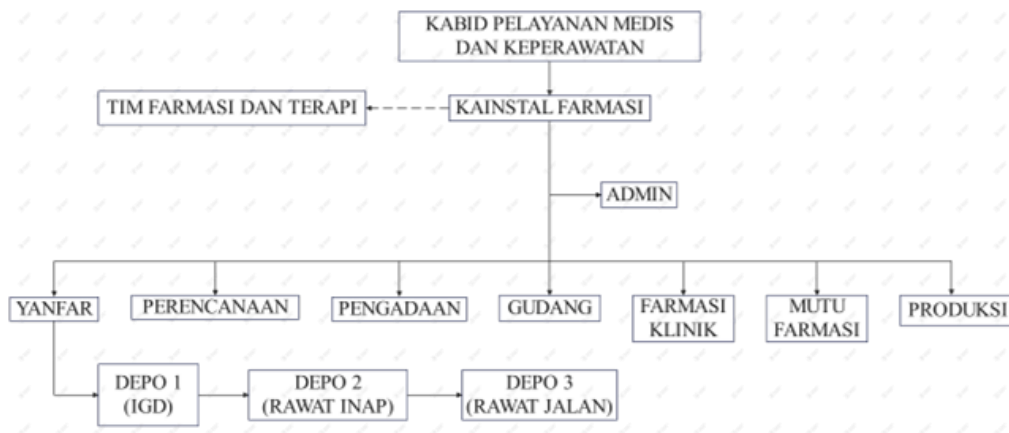 KABID PELAYANAN MEDIS
DAN KEPERAWATAN
TIM FARMASI DAN TERAPI
KAINSTAL FARMASI
ADMIN
YANFAR
PERENCANAAN
PENGADAAN
GUDANG
FARMASI
KLINIK
MUTU
FARMASI
PRODUKSI
DEPO 1
(IGD)
DEPO 2
(RAWAT INAP)
DEPO 3
(RAWAT JALAN)